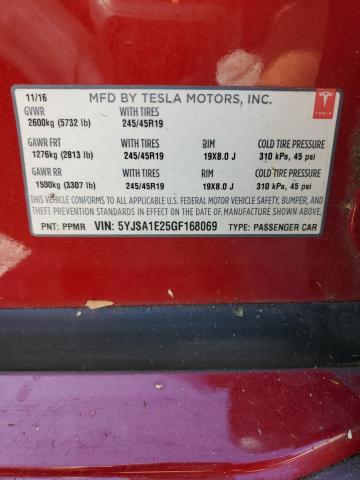 11/16 MFD BY TESLA MOTORS, INC.
GVWR WITH TIRES
2600kg (5732 lb) 245/45R19
TESLA
GAWR FRT WITH TIRES RIM COLD TIRE PRESSURE
1276kg (2813 lb) 245/45R19 19X8.0 J 310 kPa, 45 psi
GAWR RR WITH TIRES RIM COLD TIRE PRESSURE
1500kg (3307 lb) 245/45R19 19X8.0 J 310 kPa, 45 psi
THIS VEHICLE CONFORMS TO ALL APPLICABLE U.S. FEDERAL MOTOR VEHICLE SAFETY, BUMPER, AND
THEFT PREVENTION STANDARDS IN EFFECT ON THE DATE OF MANUFACTURE SHOWN ABOVE.
PNT: PPMR VIN: 5YJSA1E25GF168069 TYPE: PASSENGER CAR